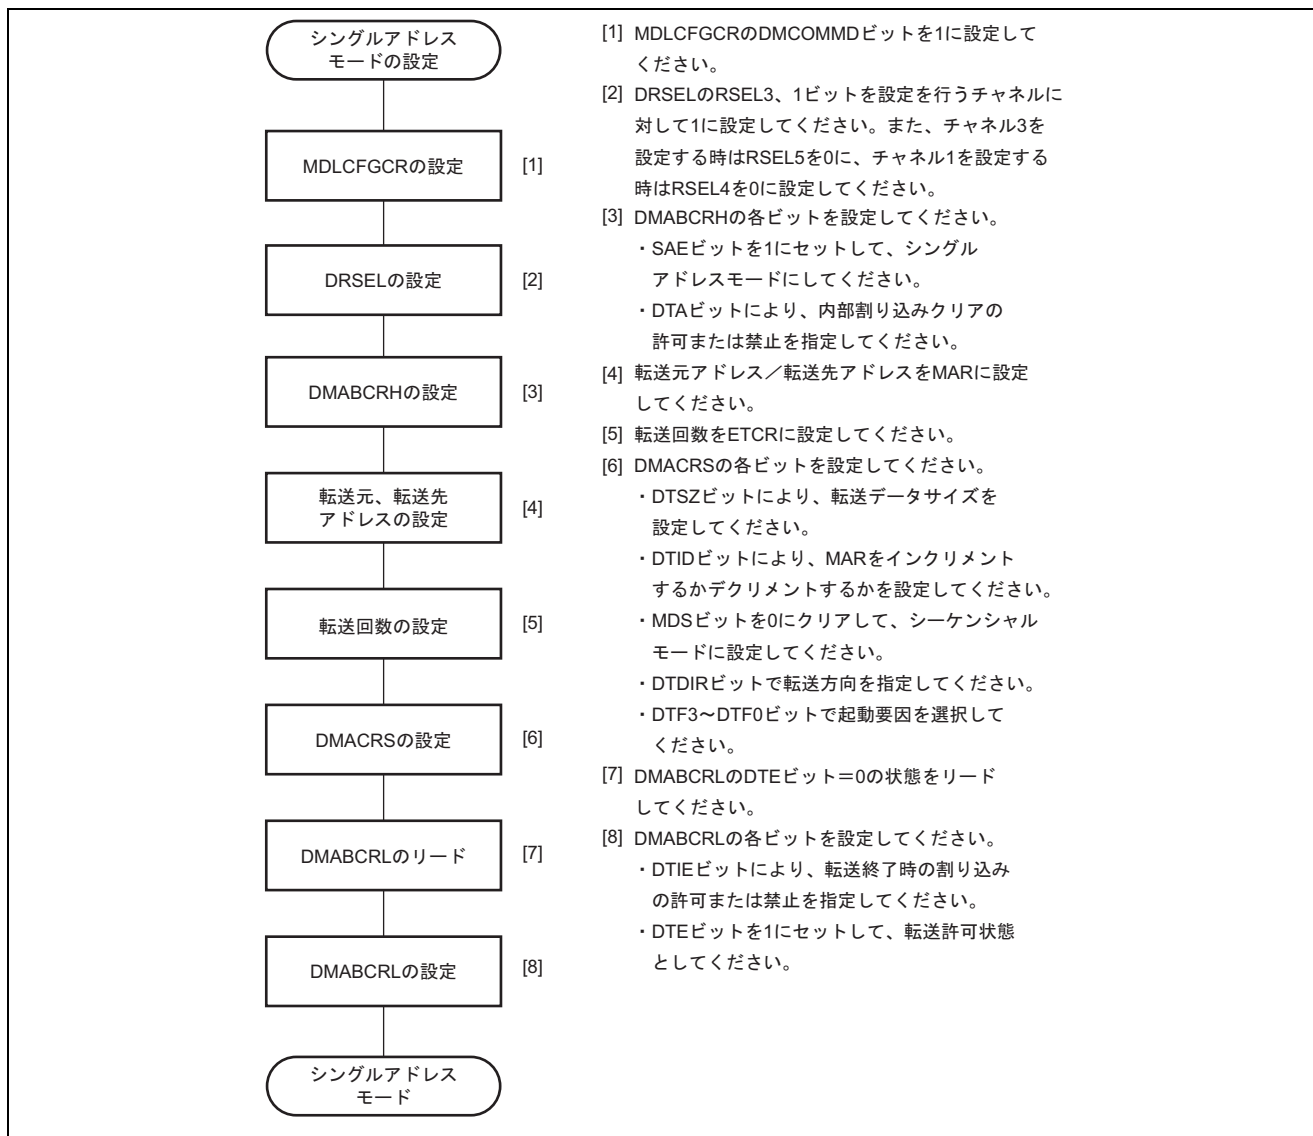 シングルアドレス
モードの設定
MDLCFGCRの設定
[1]
DRSELの設定
[2]
DMABCRHの設定
[3]
転送元、転送先
アドレスの設定
[4]
転送回数の設定
[5]
DMACRSの設定
[6]
DMABCRLのリード
[7]
DMABCRLの設定
[8]
シングルアドレス
モード
[1] MDLCFGCRのDMCOMMDビットを1に設定して
ください。
[2] DRSELのRSEL3、1ビットを設定を行うチャネルに
対して1に設定してください。また、チャネル3を
設定する時はRSEL5を0に、チャネル1を設定する
時はRSEL4を0に設定してください。
[3] DMABCRHの各ビットを設定してください。
・SAEビットを1にセットして、シングル
アドレスモードにしてください。
・DTAビットにより、内部割り込みクリアの
許可または禁止を指定してください。
[4] 転送元アドレス／転送先アドレスをMARに設定
してください。
[5] 転送回数をETCRに設定してください。
[6] DMACRSの各ビットを設定してください。
・DTSZビットにより、転送データサイズを
設定してください。
・DTIDビットにより、MARをインクリメント
するかデクリメントするかを設定してください。
・MDSビットを0にクリアして、シーケンシャル
モードに設定してください。
・DTDIRビットで転送方向を指定してください。
・DTF3～DTF0ビットで起動要因を選択して
ください。
[7] DMABCRLのDTEビット＝0の状態をリード
してください。
[8] DMABCRLの各ビットを設定してください。
・DTIEビットにより、転送終了時の割り込み
の許可または禁止を指定してください。
・DTEビットを1にセットして、転送許可状態
としてください。